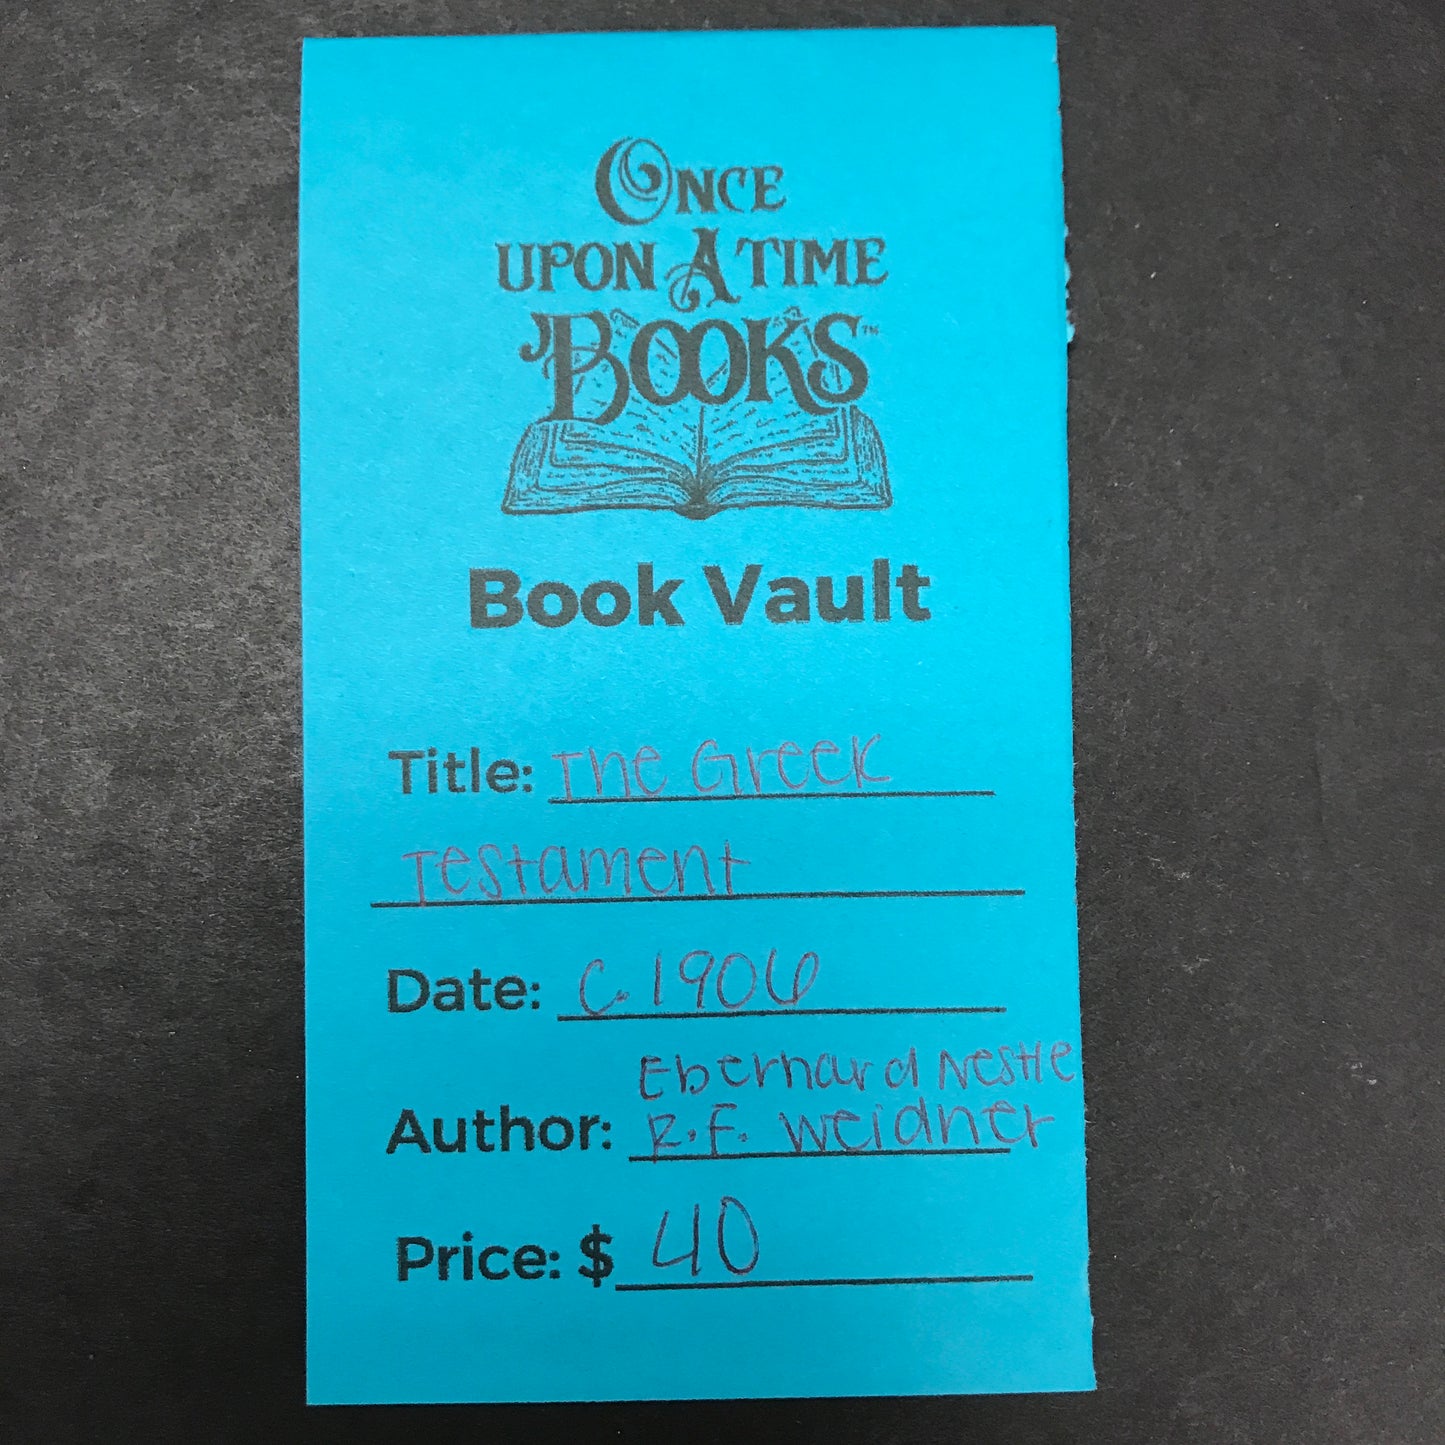 ONCE
UPON A TIME
BOOKS™
Book Vault
Title: The Greek
Testament
Date: C. 1906
Eberhard Nestle
Author: R.F. Weidner
Price: $ 40